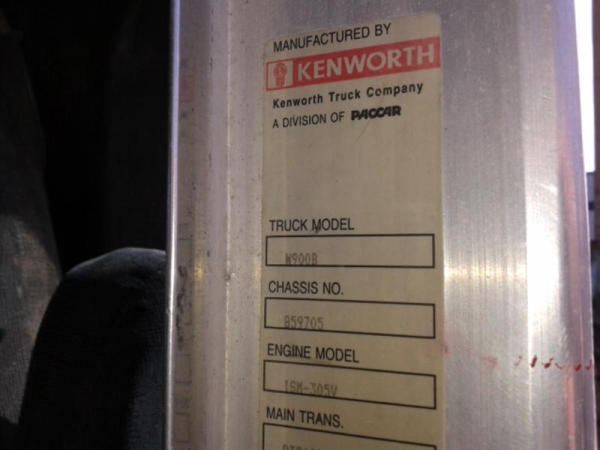 MANUFACTURED BY
KENWORTH
Kenworth Truck Company
A DIVISION OF PACCAR
TRUCK MODEL
W900B
CHASSIS NO.
859705
ENGINE MODEL
ISM-305V
MAIN TRANS.